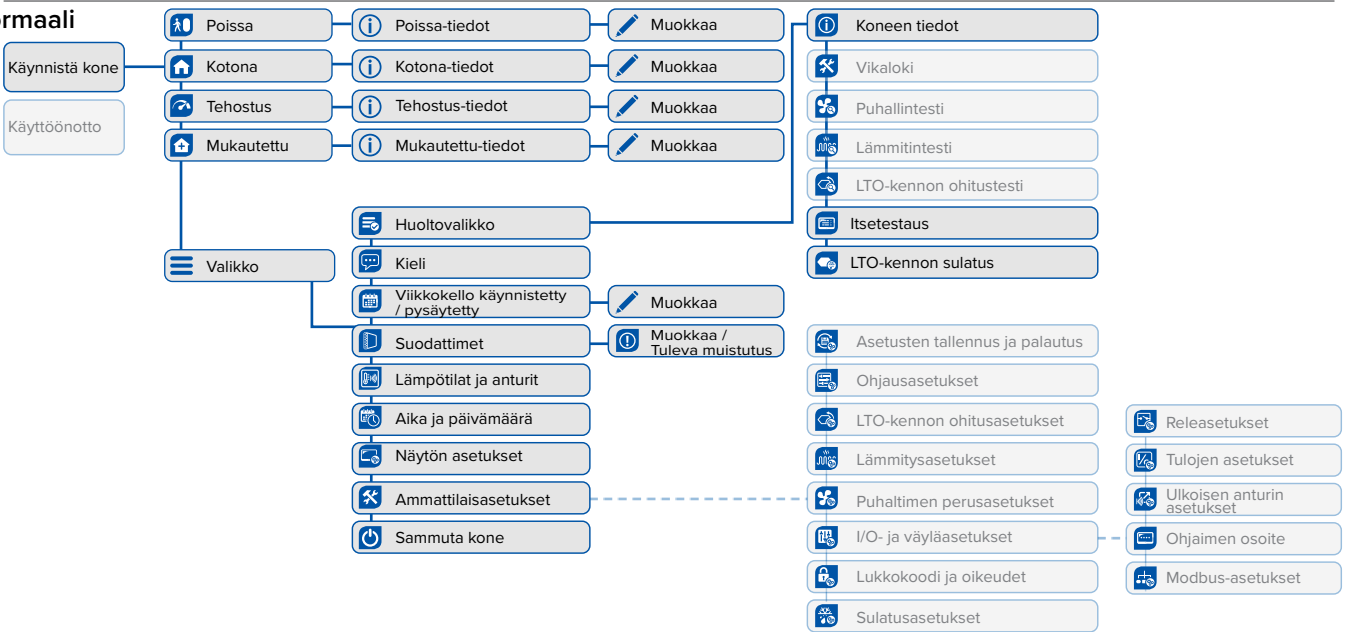 rmaali
Käynnistä kone
Käyttöönotto
Poissa
Poissa-tiedot
Muokkaa
Kotona
Kotona-tiedot
Muokkaa
Tehostus
Tehostus-tiedot
Muokkaa
Mukautettu
Mukautettu-tiedot
Muokkaa
Valikko
Huoltovalikko
Kieli
Viikkokello käynnistetty
/ pysäytetty
Muokkaa
Suodattimet
Muokkaa /
Tuleva muistutus
Lämpötilat ja anturit
Aika ja päivämäärä
Näytön asetukset
Ammattilaisasetukset
Sammuta kone
Koneen tiedot
Vikaloki
Puhallintesti
Lämmitintesti
LTO-kennon ohitustesti
Itsetestaus
LTO-kennon sulatus
Asetusten tallennus ja palautus
Ohjausasetukset
LTO-kennon ohitusasetukset
Lämmitysasetukset
Puhaltimen perusasetukset
I/O- ja väyläasetukset
Lukkokoodi ja oikeudet
Sulatusasetukset
Releasetukset
Tulojen asetukset
Ulkoisen anturin
asetukset
Ohjaimen osoite
Modbus-asetukset